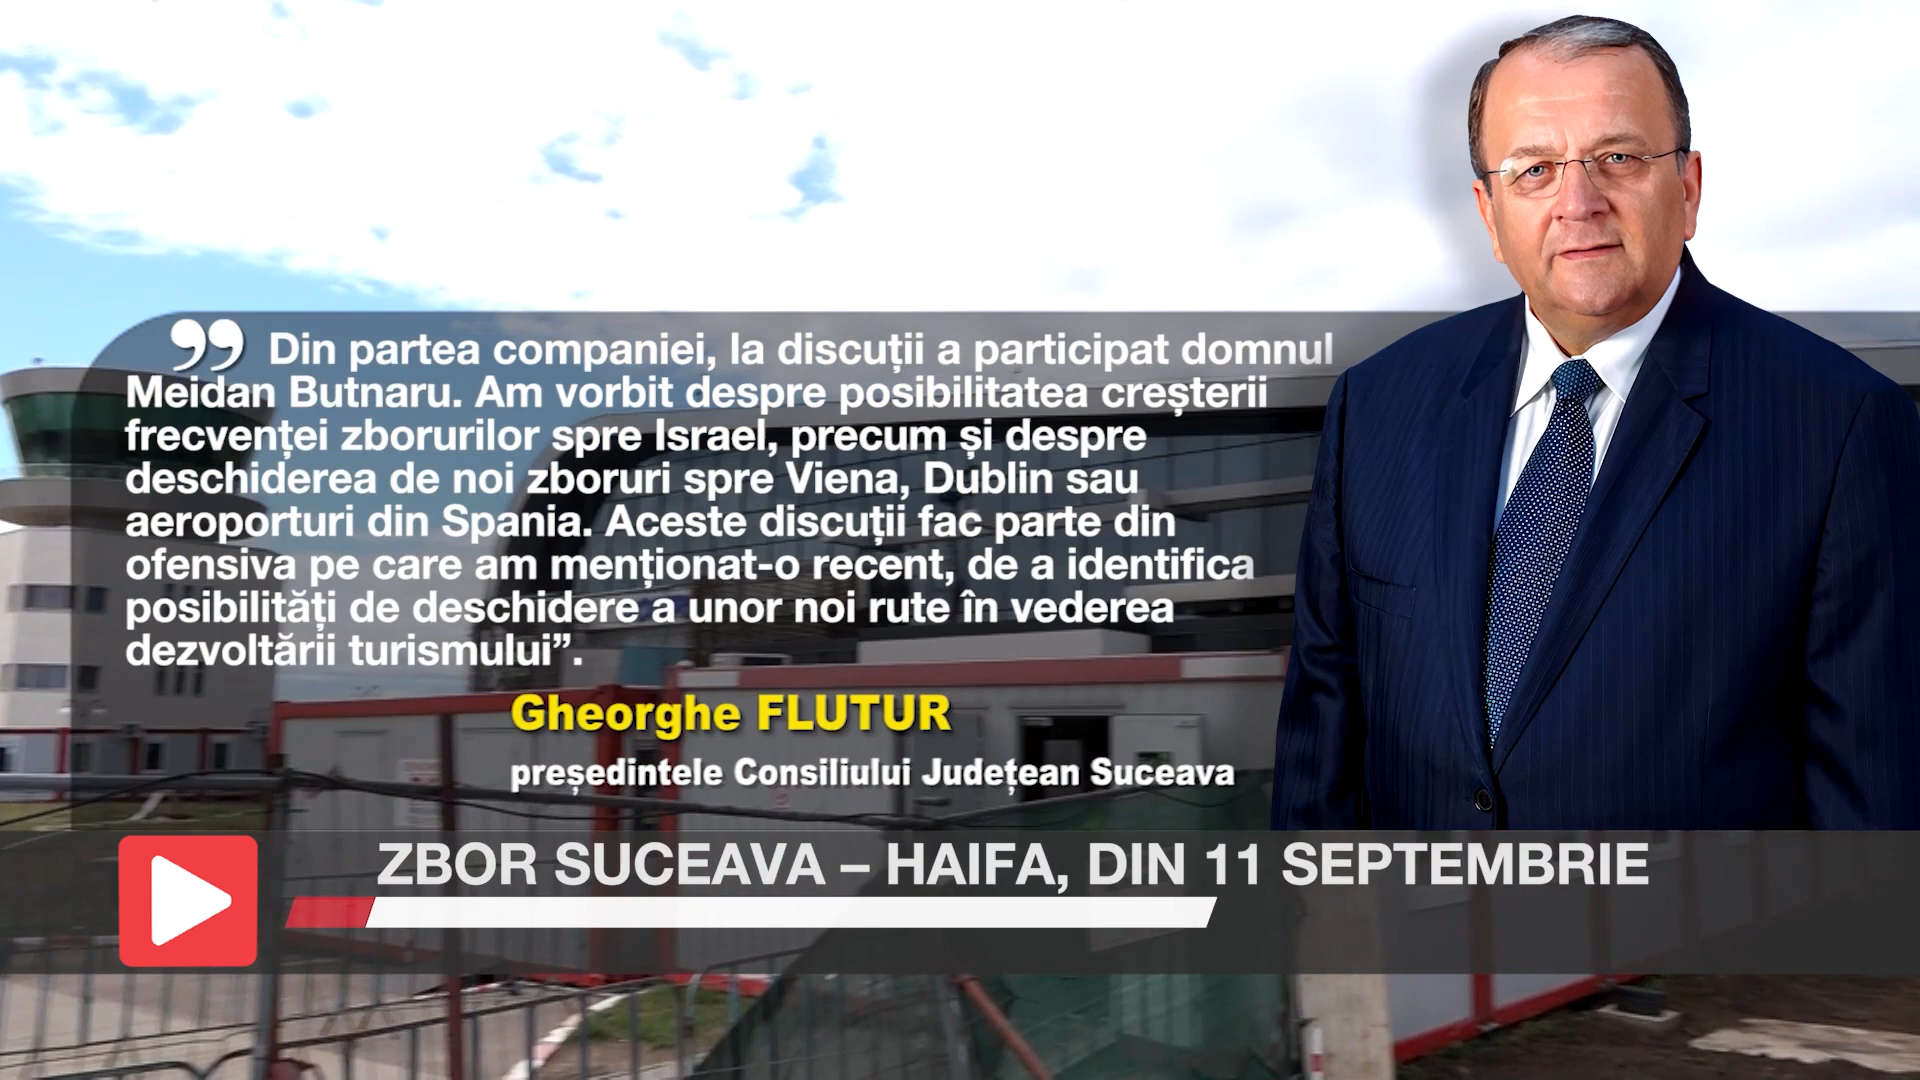 „ Din partea companiei, la discuții a participat domnul
Meidan Butnaru. Am vorbit despre posibilitatea creșterii
frecvenței zborurilor spre Israel, precum și despre
deschiderea de noi zboruri spre Viena, Dublin sau
aeroporturi din Spania. Aceste discuții fac parte din
ofensiva pe care am menționat-o recent, de a identifica
posibilități de deschidere a unor noi rute în vederea
dezvoltării turismului”.
Gheorghe FLUTUR
președintele Consiliului Județean Suceava
ZBOR SUCEAVA – HAIFA, DIN 11 SEPTEMBRIE